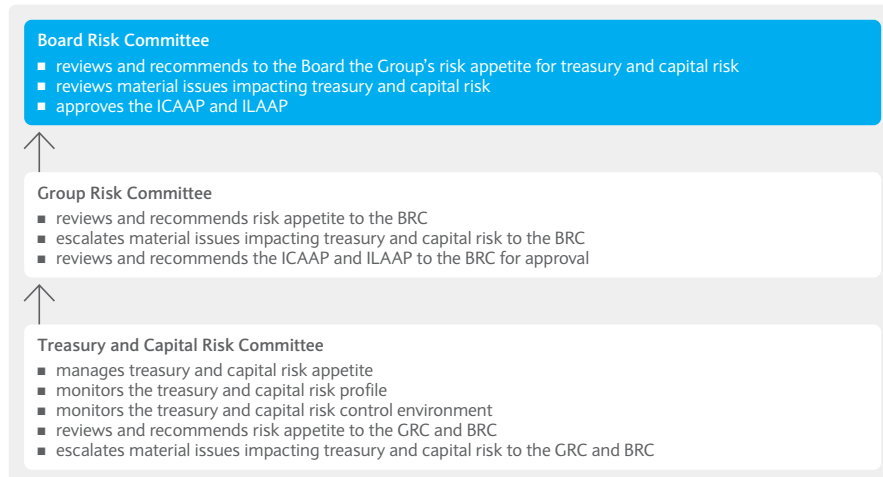 Board Risk Committee
■ reviews and recommends to the Board the Group's risk appetite for treasury and capital risk
■ reviews material issues impacting treasury and capital risk
■ approves the ICAAP and ILAAP
Group Risk Committee
■ reviews and recommends risk appetite to the BRC
■ escalates material issues impacting treasury and capital risk to the BRC
■ reviews and recommends the ICAAP and ILAAP to the BRC for approval
Treasury and Capital Risk Committee
■ manages treasury and capital risk appetite
■ monitors the treasury and capital risk profile
■ monitors the treasury and capital risk control environment
■ reviews and recommends risk appetite to the GRC and BRC
■ escalates material issues impacting treasury and capital risk to the GRC and BRC